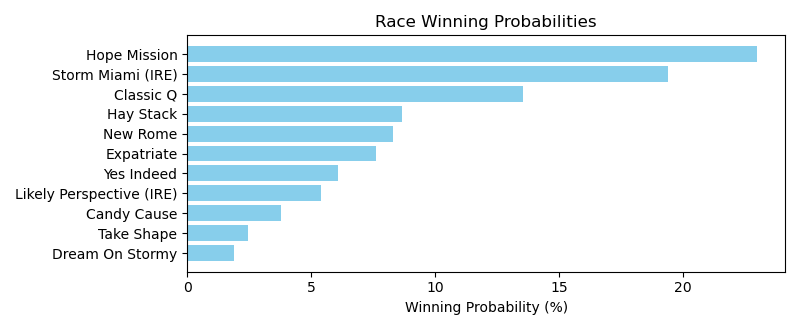 Race Winning Probabilities
Hope Mission
Storm Miami (IRE)
Classic Q
Hay Stack
New Rome
Expatriate
Yes Indeed
Likely Perspective (IRE)
Candy Cause
Take Shape
Dream On Stormy
0 5 10 15 20
Winning Probability (%)